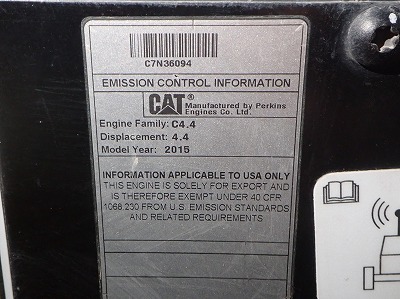 C7N36094
EMISSION CONTROL INFORMATION
CAT® Manufactured by Perkins
Engines Co. Ltd.
Engine Family: C4.4
Displacement: 4.4
Model Year: 2015
INFORMATION APPLICABLE TO USA ONLY
THIS ENGINE IS SOLELY FOR EXPORT AND
IS THEREFORE EXEMPT UNDER 40 CFR
1068.230 FROM U.S. EMISSION STANDARDS
AND RELATED REQUIREMENTS